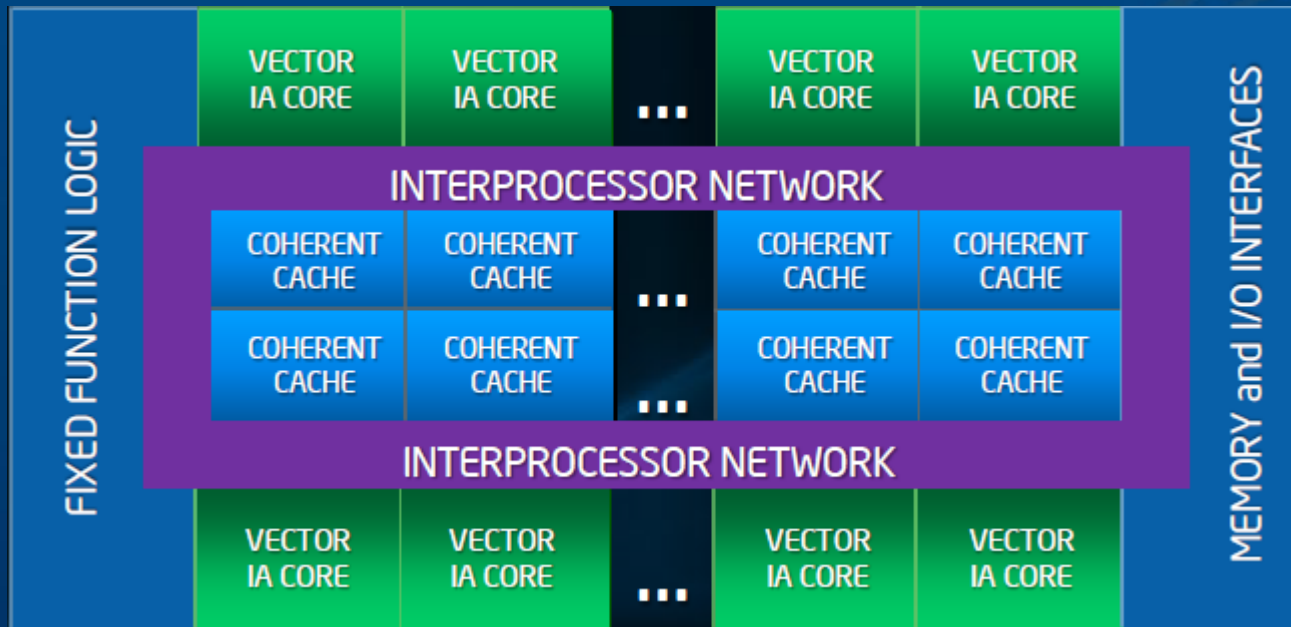 FIXED FUNCTION LOGIC
VECTOR
IA CORE
VECTOR
IA CORE
...
VECTOR
IA CORE
VECTOR
IA CORE
INTERPROCESSOR NETWORK
COHERENT
CACHE
COHERENT
CACHE
...
COHERENT
CACHE
COHERENT
CACHE
COHERENT
CACHE
COHERENT
CACHE
...
COHERENT
CACHE
COHERENT
CACHE
INTERPROCESSOR NETWORK
VECTOR
IA CORE
VECTOR
IA CORE
...
VECTOR
IA CORE
VECTOR
IA CORE
MEMORY and I/O INTERFACES